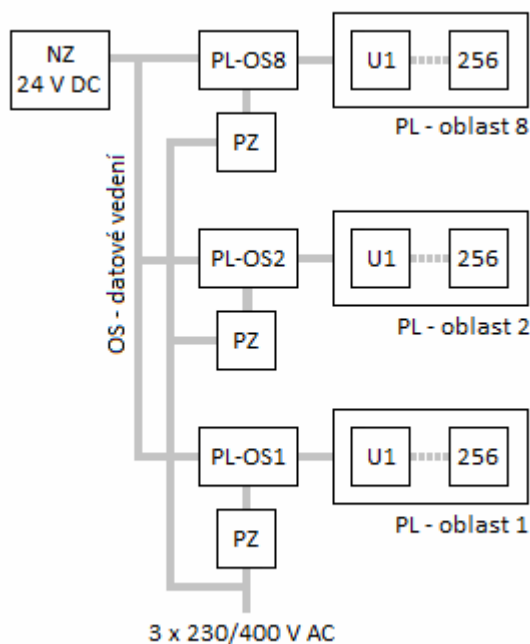 NZ
24 V DC
PL-OS8
U1
256
PL - oblast 8
PZ
OS - datové vedení
PL-OS2
U1
256
PL - oblast 2
PZ
PL-OS1
U1
256
PL - oblast 1
PZ
3 x 230/400 V AC